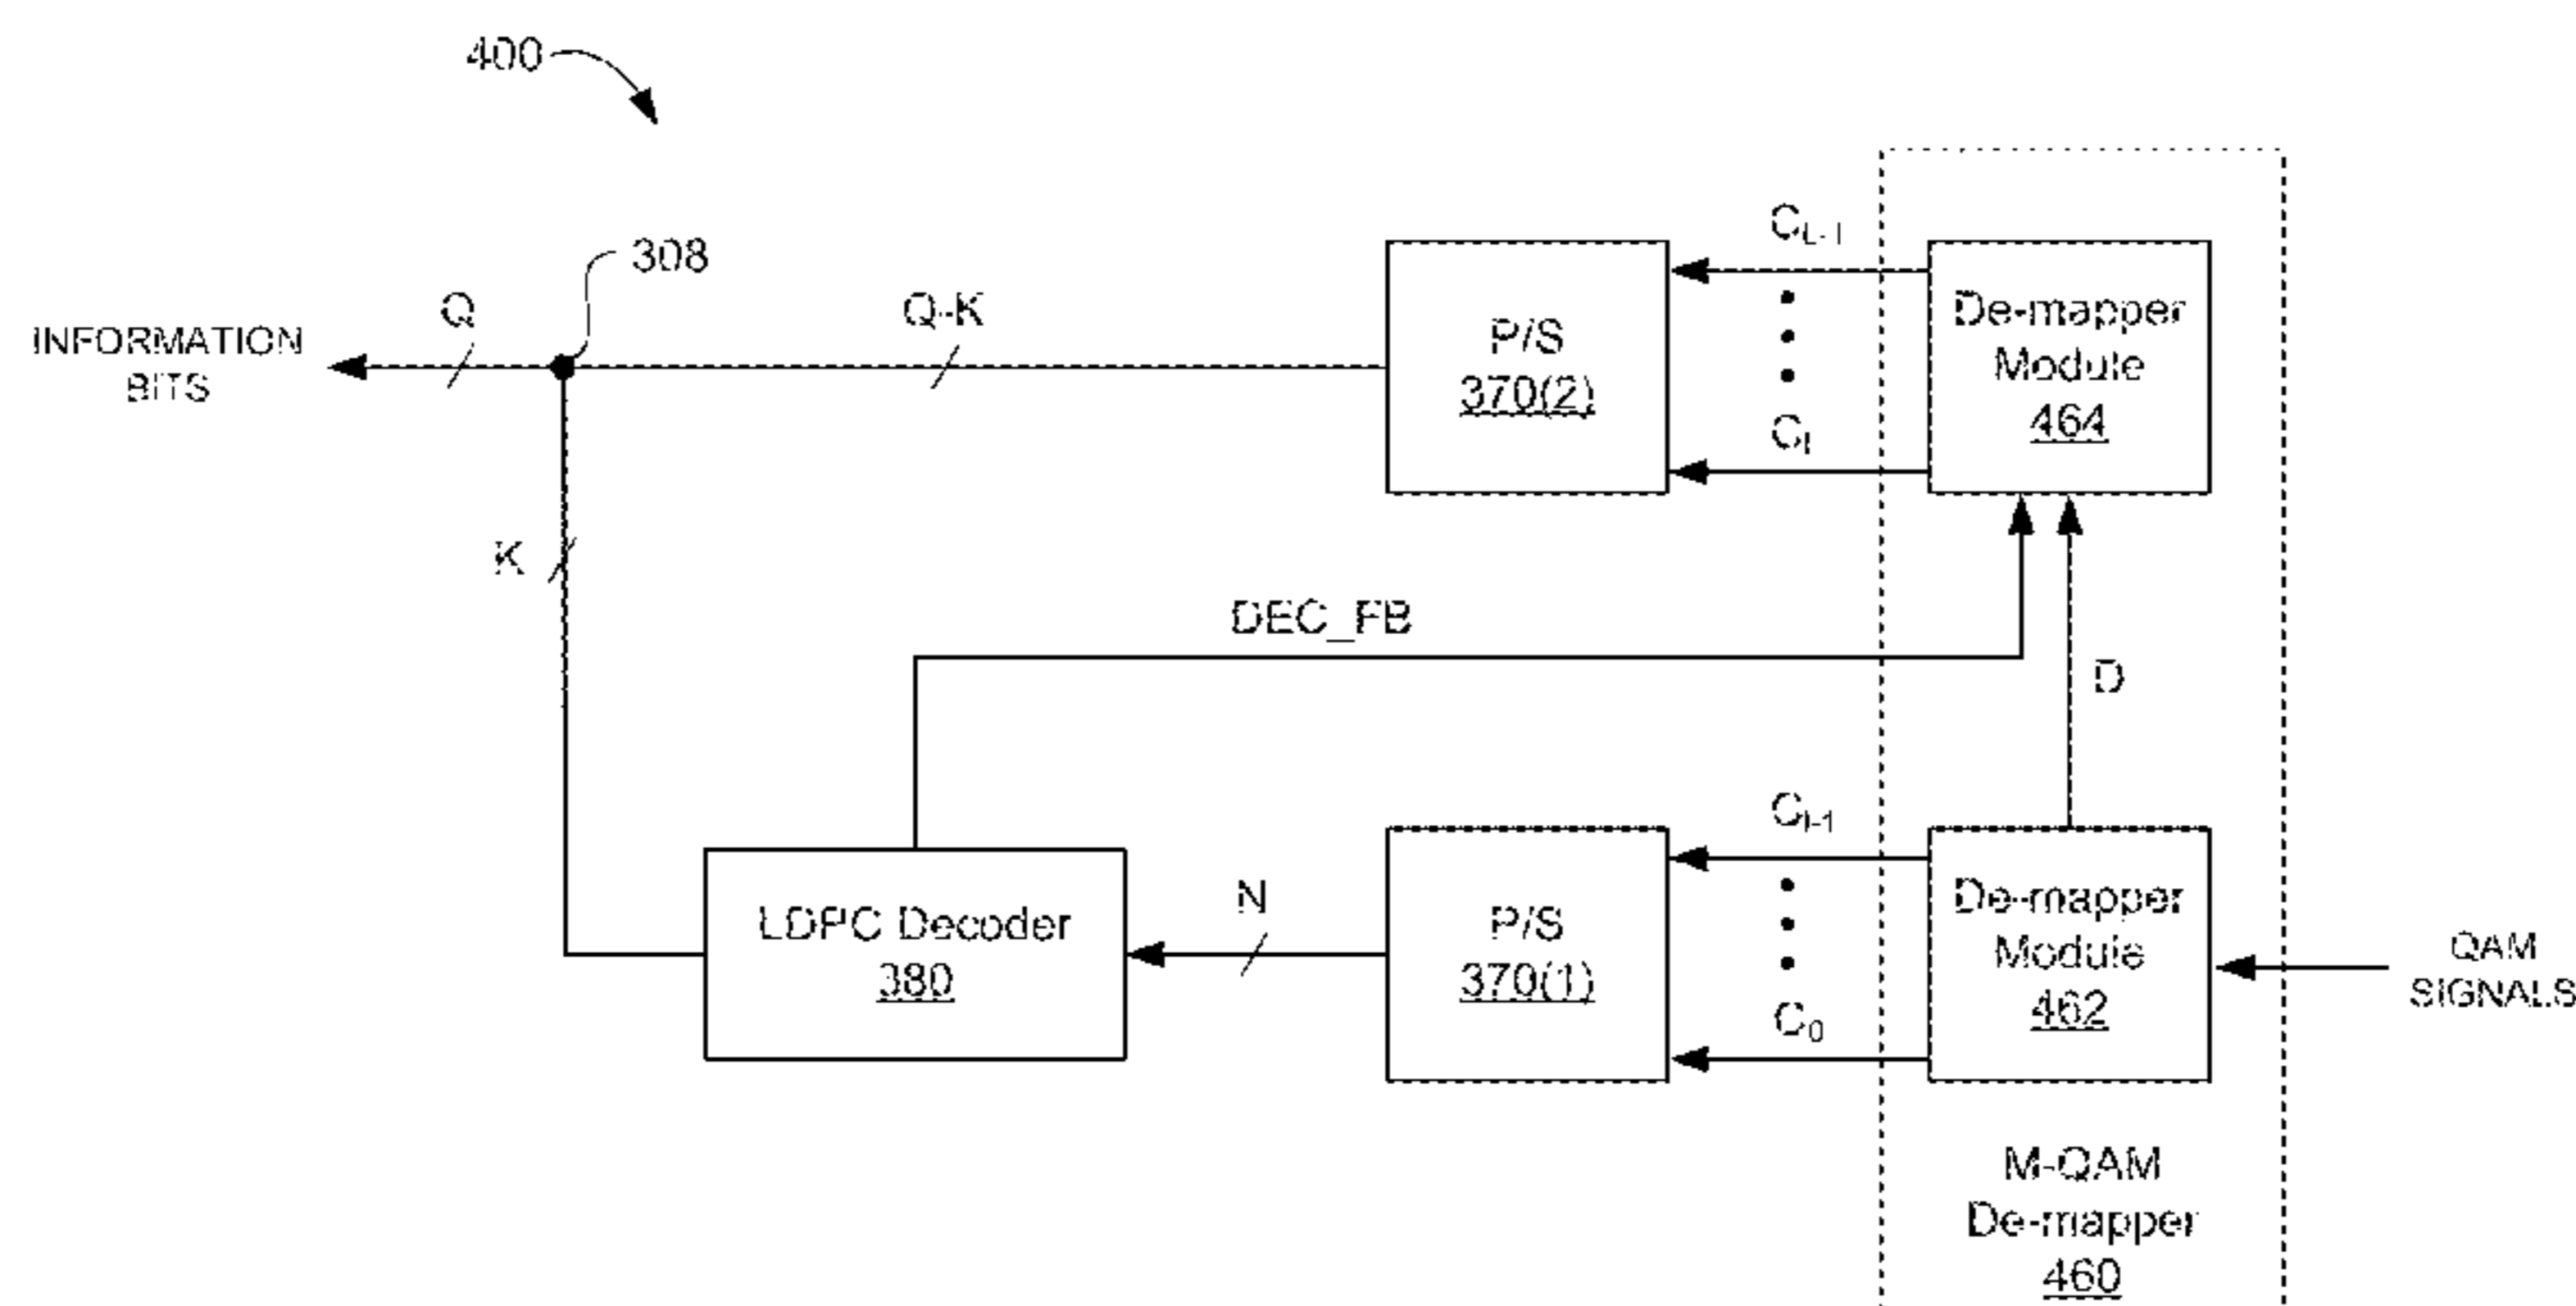 400
308
INFORMATION
BITS
Q
Q-K
P/S
370(2)
C_{L-1}
C_l
De-mapper
Module
464
K
DEC_FB
D
LDPC Decoder
380
N
P/S
370(1)
C_{l-1}
C_0
De-mapper
Module
462
QAM
SIGNALS
M-QAM
De-mapper
460